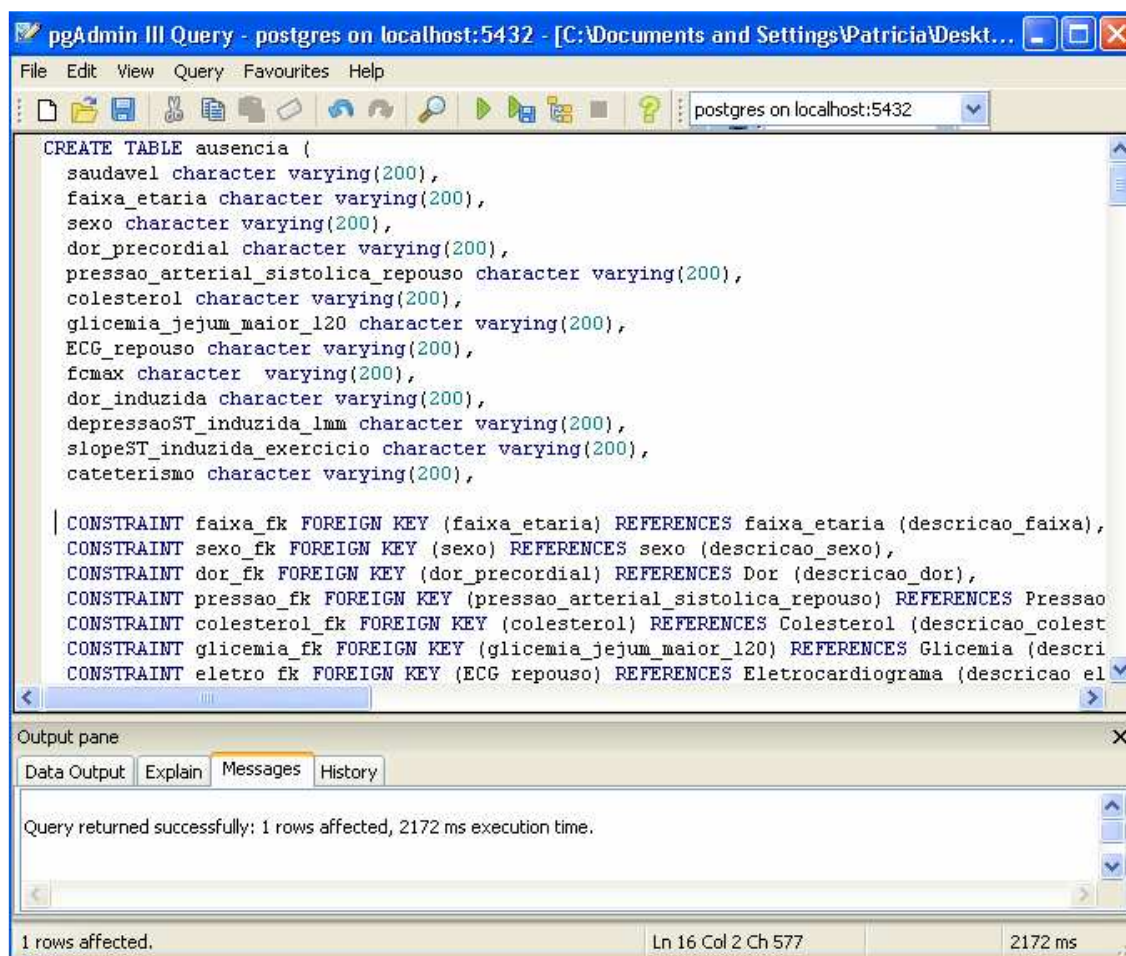 pgAdmin III Query - postgres on localhost:5432 - [C:\Documents and Settings\Patricia\Deskt...
File Edit View Query Favourites Help
postgres on localhost:5432
CREATE TABLE ausencia (
saudavel character varying(200),
faixa_etaria character varying(200),
sexo character varying(200),
dor_precordial character varying(200),
pressao_arterial_sistolica_repouso character varying(200),
colesterol character varying(200),
glicemia_jejum_maior_120 character varying(200),
ECG_repouso character varying(200),
fcmax character  varying(200),
dor_induzida character varying(200),
depressaoST_induzida_1mm character varying(200),
slopeST_induzida_exercicio character varying(200),
cateterismo character varying(200),
CONSTRAINT faixa_fk FOREIGN KEY (faixa_etaria) REFERENCES faixa_etaria (descricao_faixa),
CONSTRAINT sexo_fk FOREIGN KEY (sexo) REFERENCES sexo (descricao_sexo),
CONSTRAINT dor_fk FOREIGN KEY (dor_precordial) REFERENCES Dor (descricao_dor),
CONSTRAINT pressao_fk FOREIGN KEY (pressao_arterial_sistolica_repouso) REFERENCES Pressao
CONSTRAINT colesterol_fk FOREIGN KEY (colesterol) REFERENCES Colesterol (descricao_colest
CONSTRAINT glicemia_fk FOREIGN KEY (glicemia_jejum_maior_120) REFERENCES Glicemia (descri
CONSTRAINT eletro_fk FOREIGN KEY (ECG_repouso) REFERENCES Eletrocardiograma (descricao_el
Output pane
Data Output Explain Messages History
Query returned successfully: 1 rows affected, 2172 ms execution time.
1 rows affected. Ln 16 Col 2 Ch 577 2172 ms